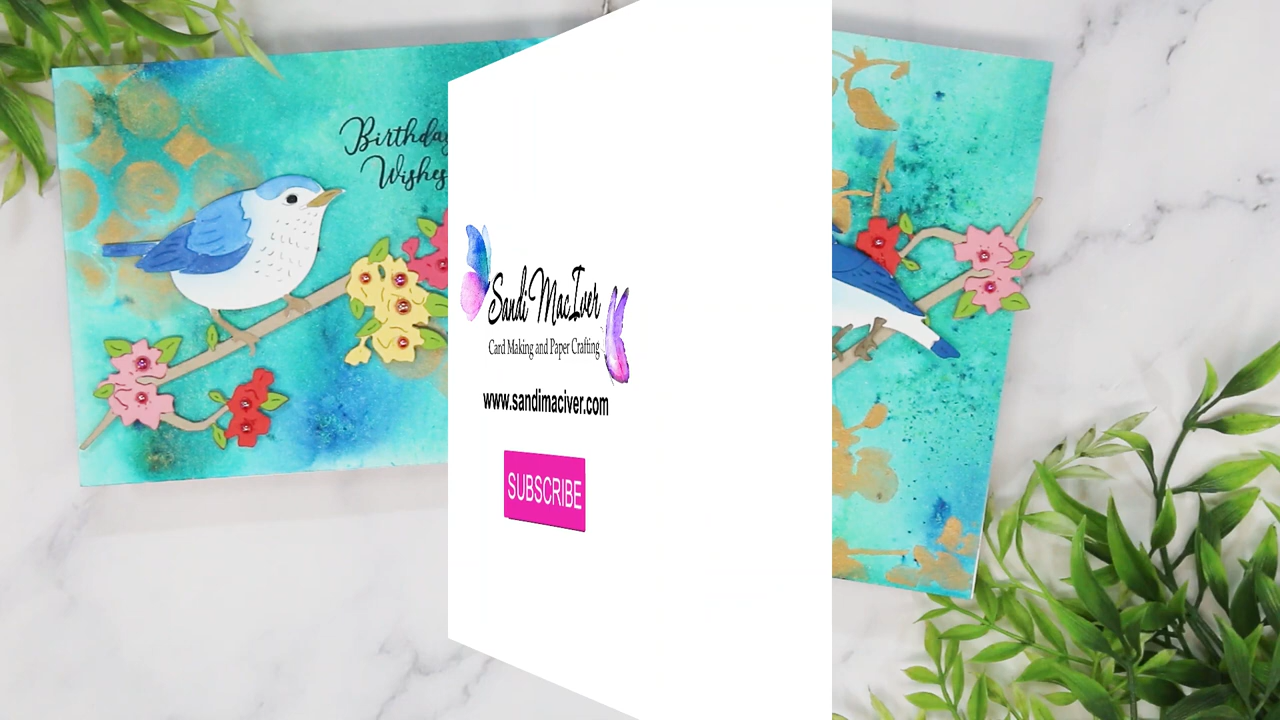 Birthday
Wishes
Sandi MacIver
Card Making and Paper Crafting
www.sandimaciver.com
SUBSCRIBE